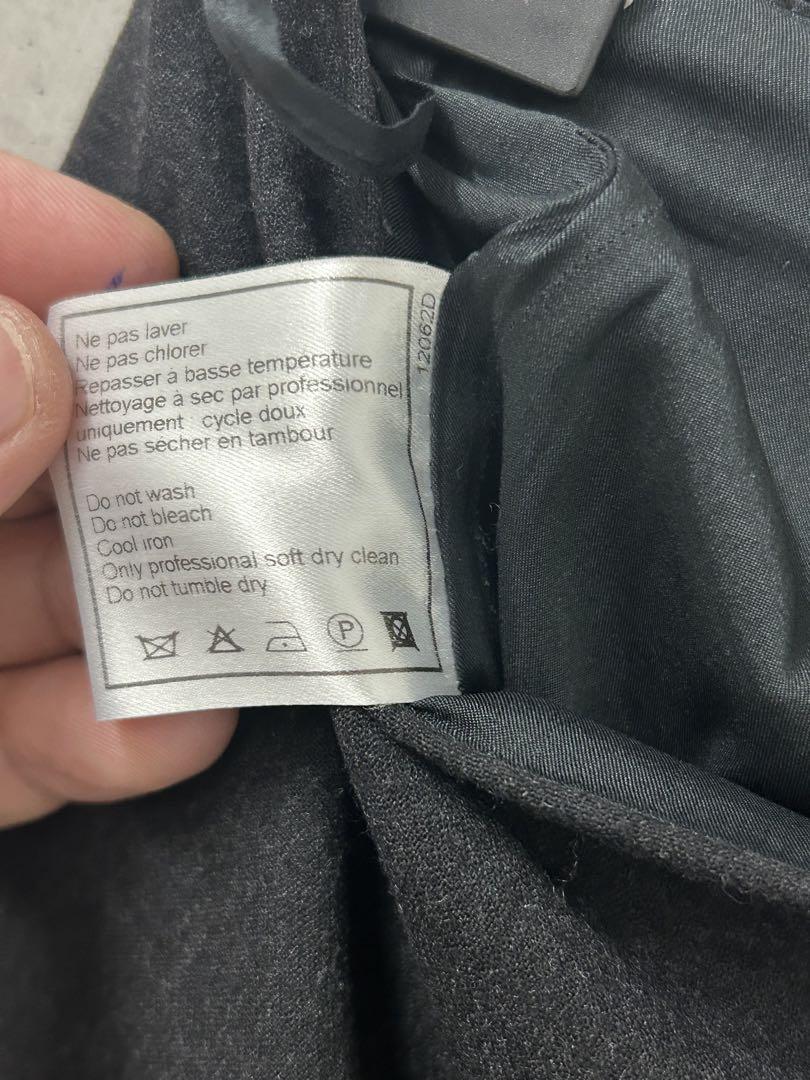 Ne pas laver
Ne pas chlorer
Repasser à basse température
Nettoyage à sec par professionnel
uniquement cycle doux
Ne pas sécher en tambour
Do not wash
Do not bleach
Cool iron
Only professional soft dry clean
Do not tumble dry
P
12062D